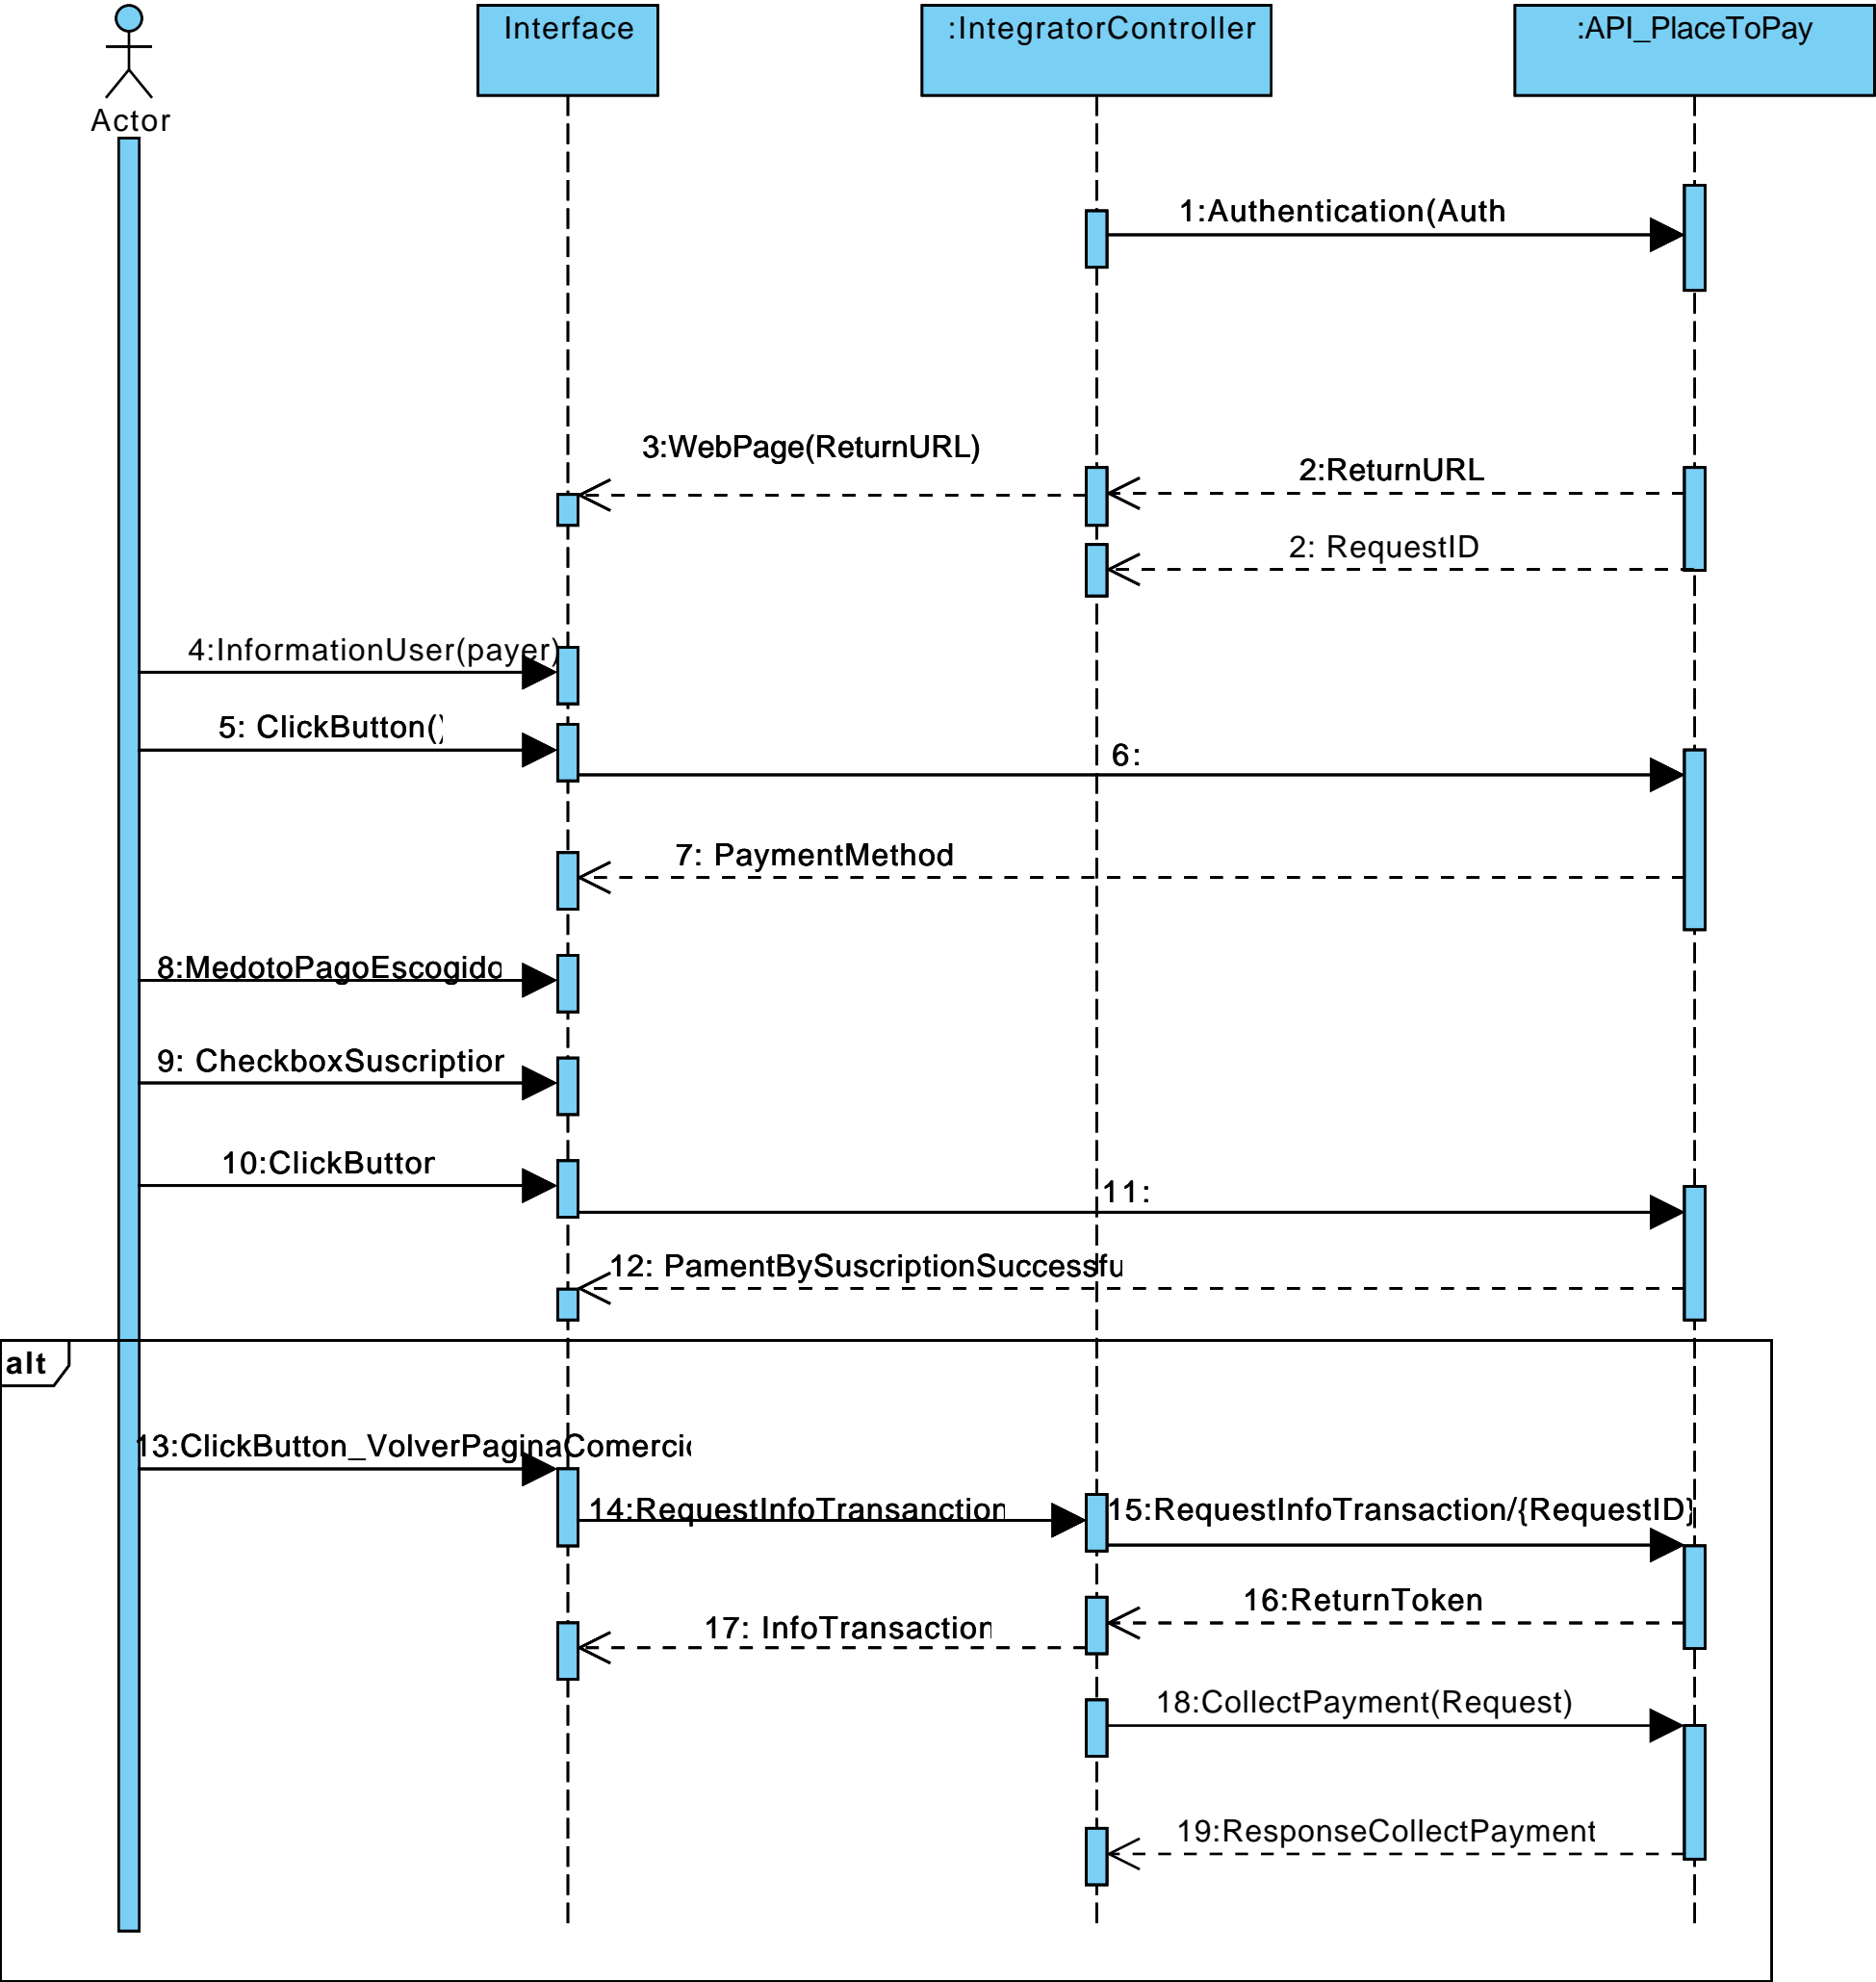 Interface
:IntegratorController
:API_PlaceToPay
Actor
1:Authentication(Auth
3:WebPage(ReturnURL)
2:ReturnURL
2: RequestID
4:InformationUser(payer)
5: ClickButton()
6:
7: PaymentMethod
8:MedotoPagoEscogido
9: CheckboxSuscription
10:ClickButton
11:
12: PamentBySuscriptionSuccessfu
alt
13:ClickButton_VolverPaginaComercio
14:RequestInfoTransanction
15:RequestInfoTransaction/{RequestID}
16:ReturnToken
17: InfoTransaction
18:CollectPayment(Request)
19:ResponseCollectPayment